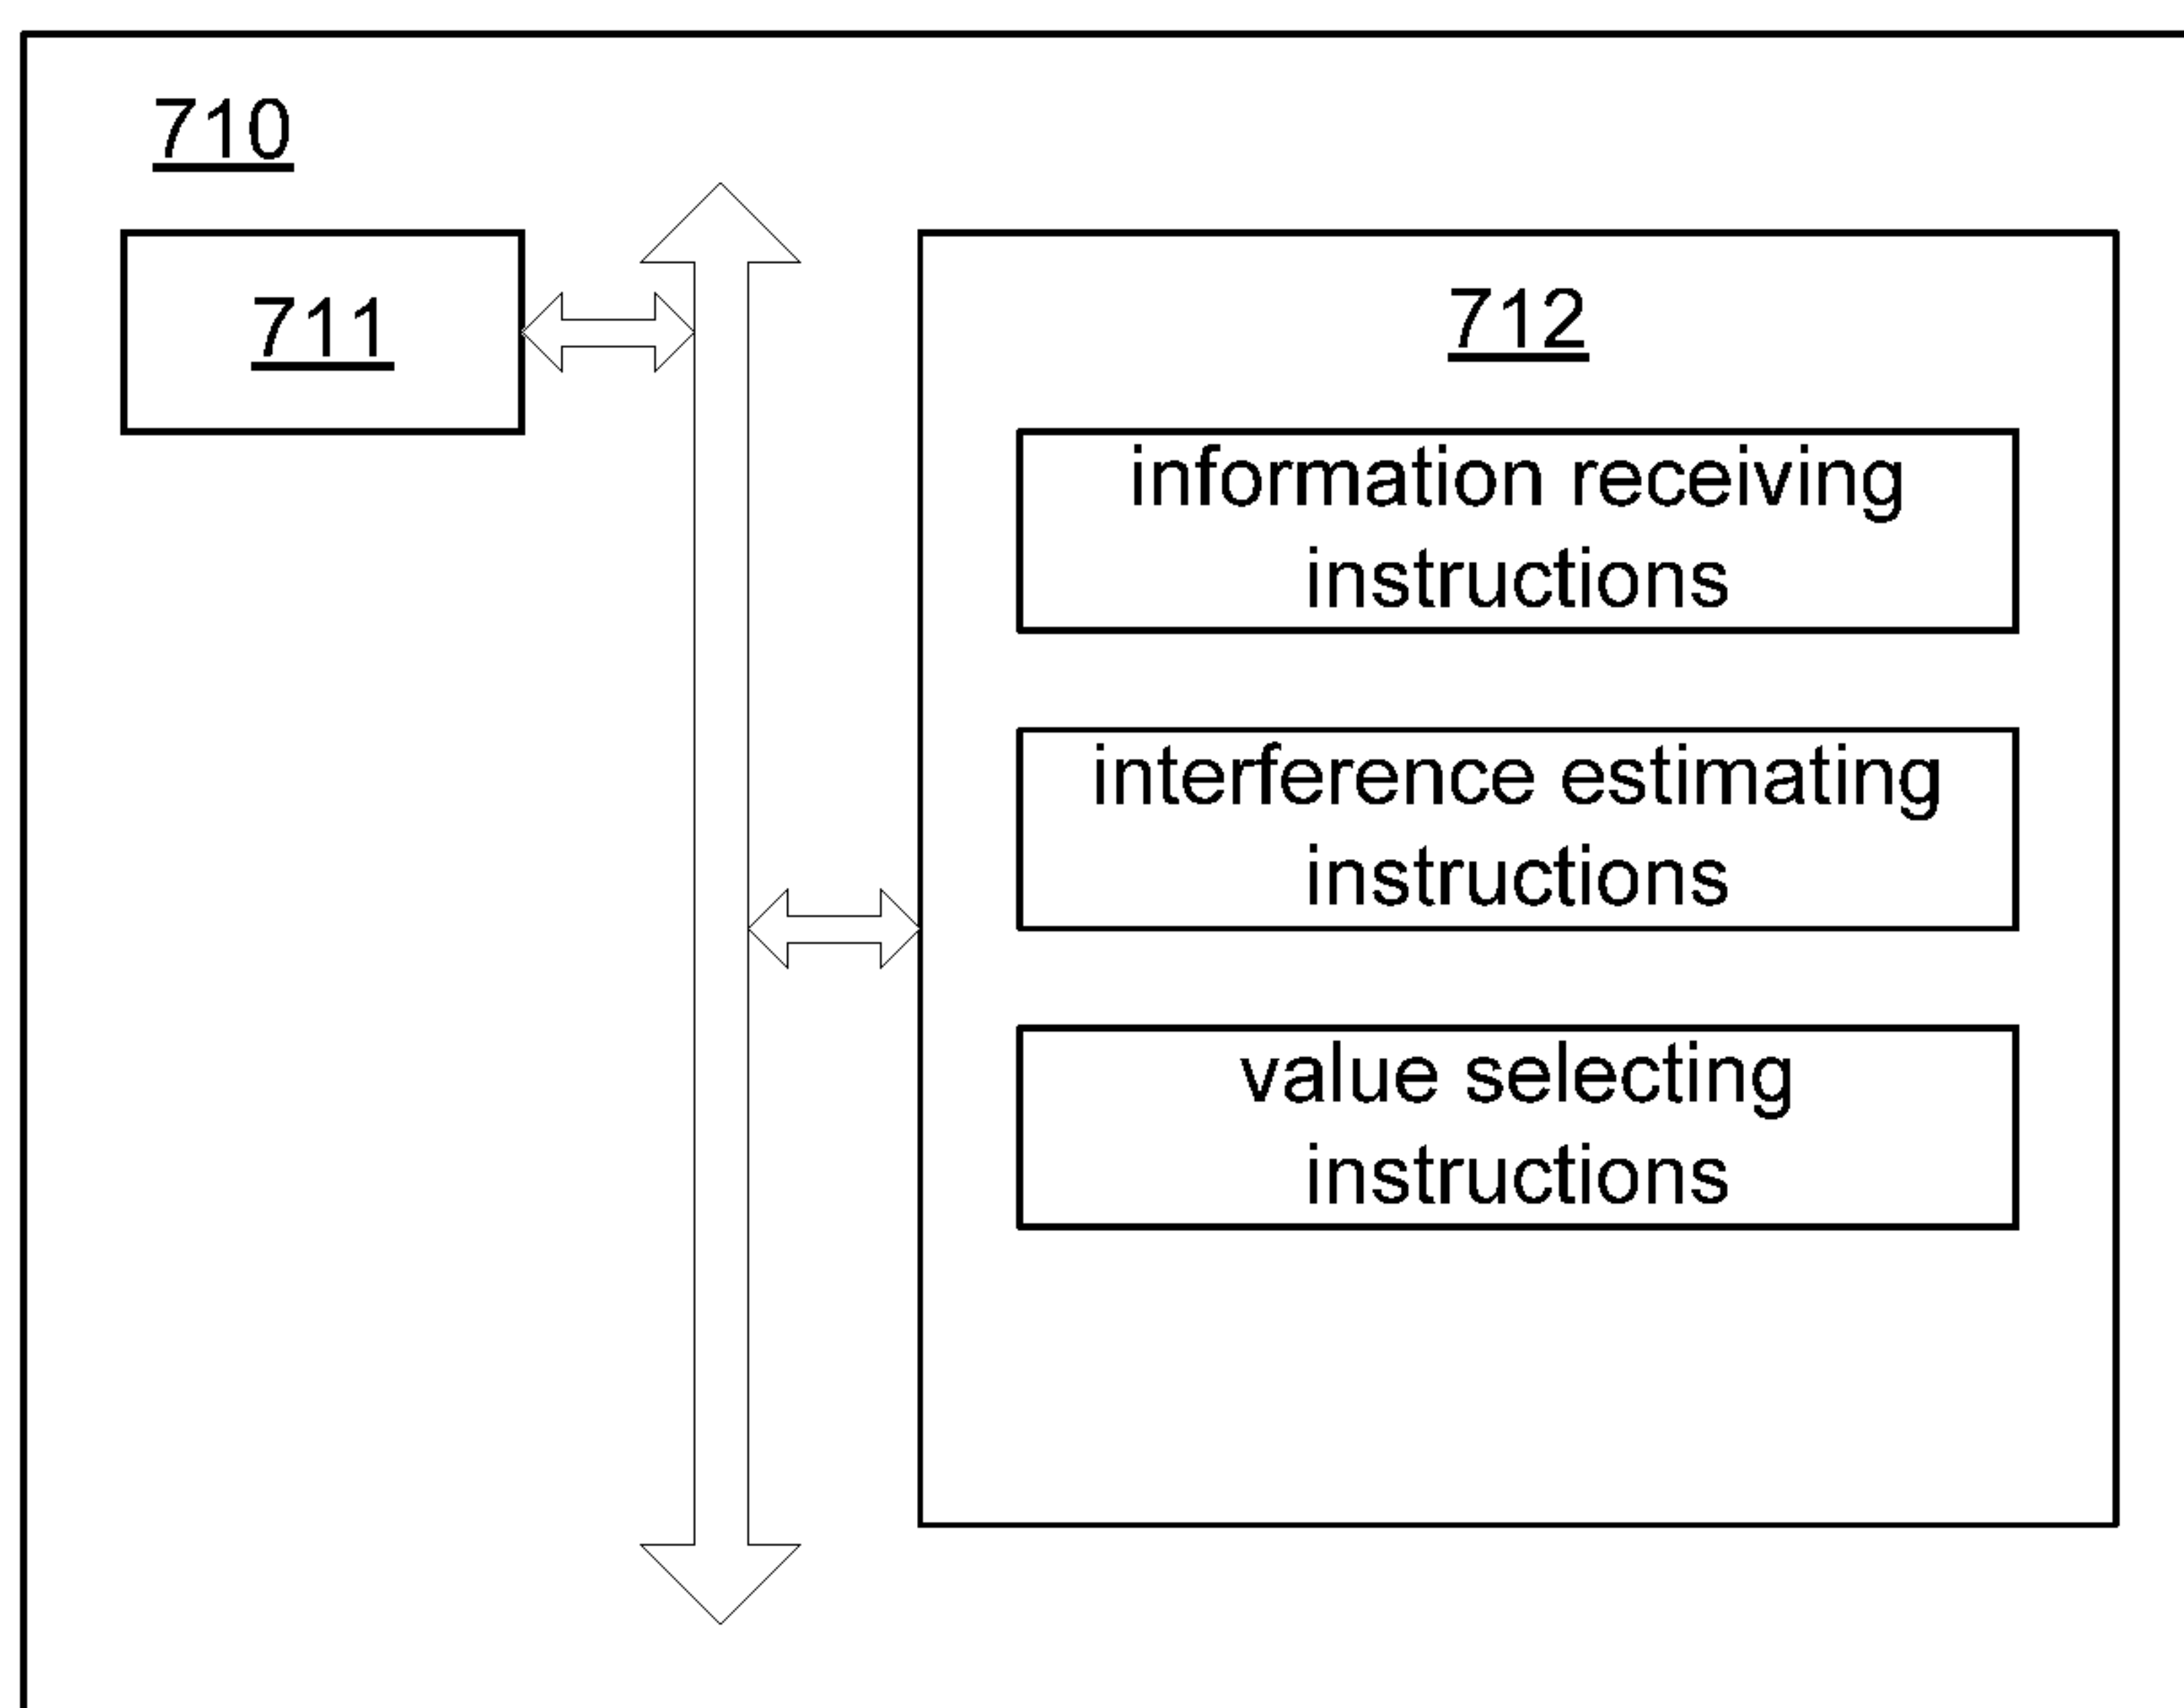 710
711
712
information receiving
instructions
interference estimating
instructions
value selecting
instructions